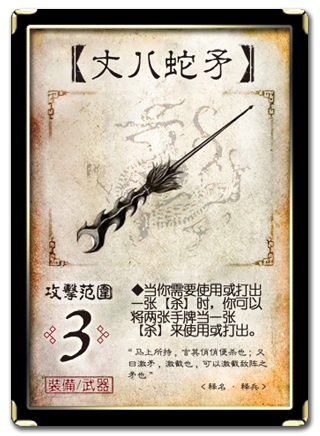 【丈八蛇矛】
攻擊范圍
3
装備/武器
◆当你需要使用或打出
一张【杀】时，你可以
将两张手牌当一张
【杀】来使用或打出。
“马上所持，言其俏俏便杀也；又
曰激矛，激截也，可以激截敌阵之
矛也”
＜释名·释兵＞